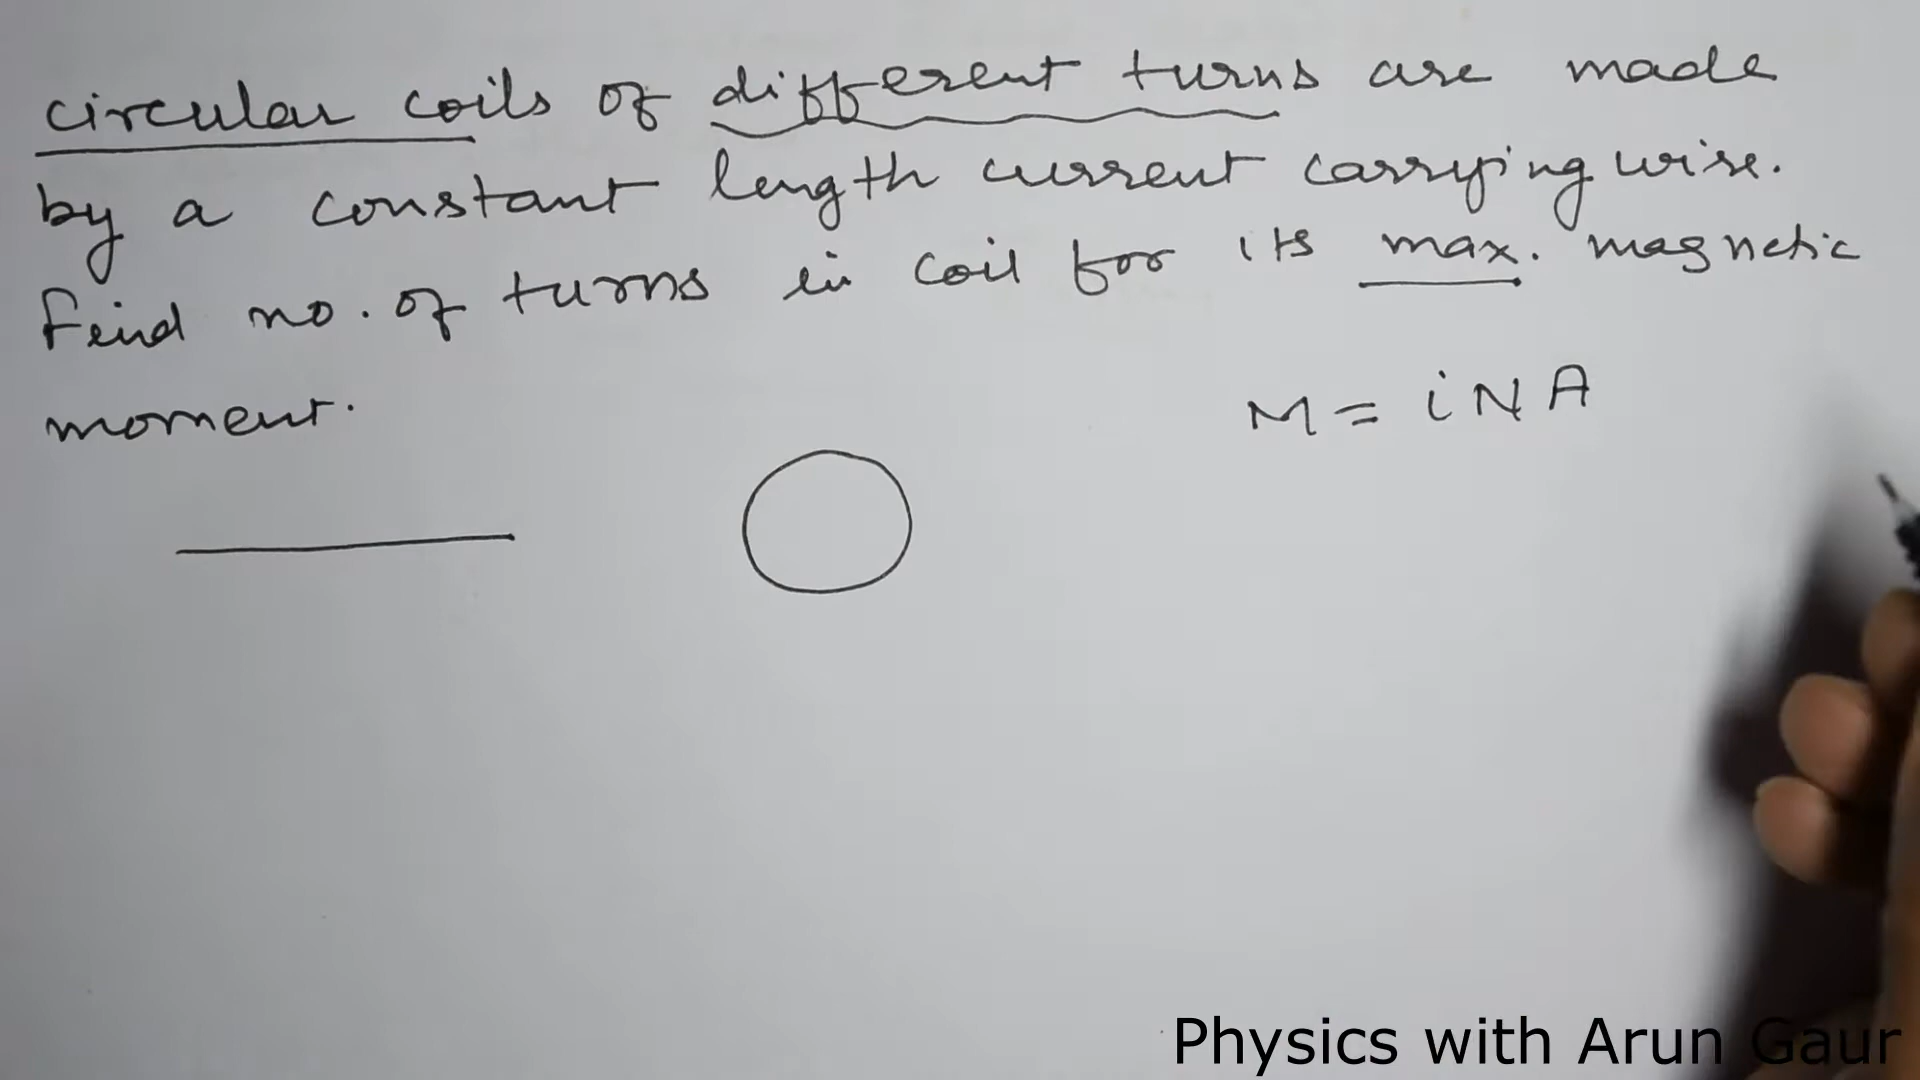 circular coils of different turns are made
by a constant length current carrying wire.
Find no. of turns in coil for its max. magnetic
moment.
M = iNA
Physics with Arun Gaur